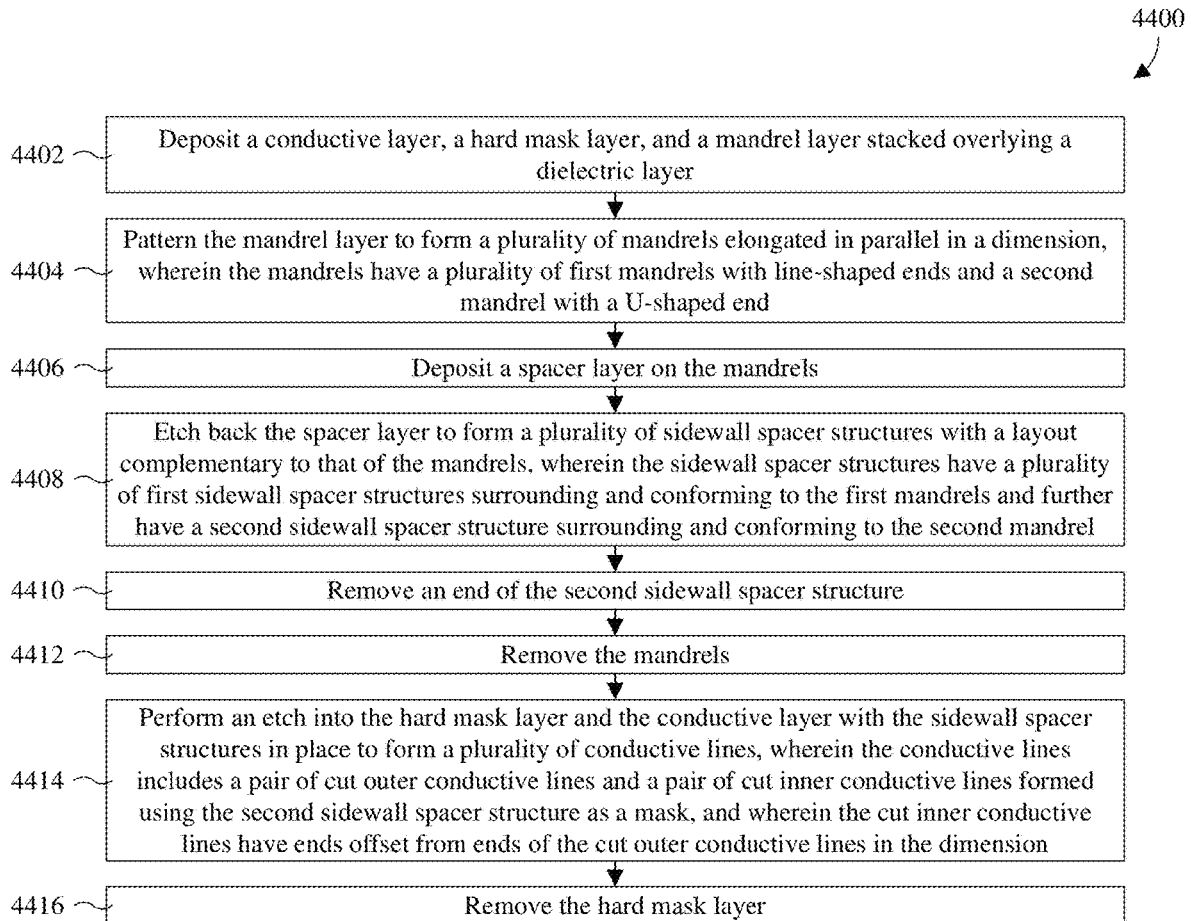 4400
4402
Deposit a conductive layer, a hard mask layer, and a mandrel layer stacked overlying a
dielectric layer
4404
Pattern the mandrel layer to form a plurality of mandrels elongated in parallel in a dimension,
wherein the mandrels have a plurality of first mandrels with line-shaped ends and a second
mandrel with a U-shaped end
4406
Deposit a spacer layer on the mandrels
4408
Etch back the spacer layer to form a plurality of sidewall spacer structures with a layout
complementary to that of the mandrels, wherein the sidewall spacer structures have a plurality
of first sidewall spacer structures surrounding and conforming to the first mandrels and further
have a second sidewall spacer structure surrounding and conforming to the second mandrel
4410
Remove an end of the second sidewall spacer structure
4412
Remove the mandrels
4414
Perform an etch into the hard mask layer and the conductive layer with the sidewall spacer
structures in place to form a plurality of conductive lines, wherein the conductive lines
includes a pair of cut outer conductive lines and a pair of cut inner conductive lines formed
using the second sidewall spacer structure as a mask, and wherein the cut inner conductive
lines have ends offset from ends of the cut outer conductive lines in the dimension
4416
Remove the hard mask layer